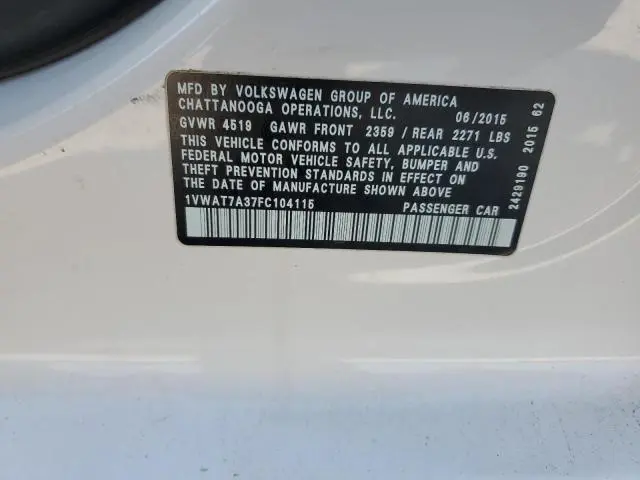 MFD BY VOLKSWAGEN GROUP OF AMERICA
CHATTANOOGA OPERATIONS, LLC. 06/2015
GVWR 4519 GAWR FRONT 2359 / REAR 2271 LBS
THIS VEHICLE CONFORMS TO ALL APPLICABLE U.S.
FEDERAL MOTOR VEHICLE SAFETY, BUMPER AND
THEFT PREVENTION STANDARDS IN EFFECT ON
THE DATE OF MANUFACTURE SHOWN ABOVE
1VWAT7A37FC104115 PASSENGER CAR
2429190 2015 62